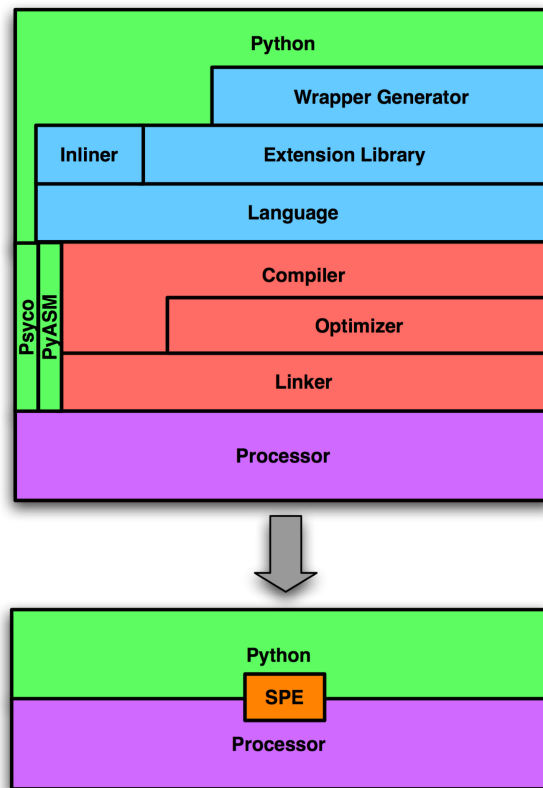 Python
Wrapper Generator
Inliner
Extension Library
Language
Psyco
PyASM
Compiler
Optimizer
Linker
Processor
Python
SPE
Processor